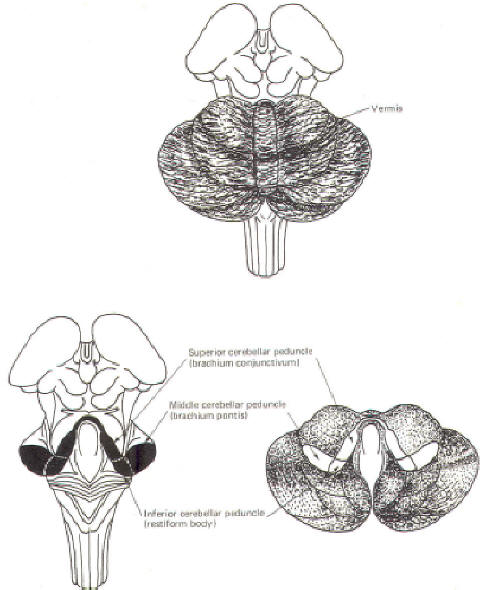 Vermis
Superior cerebellar peduncle
(brachium conjunctivum)
Middle cerebellar peduncle
(brachium pontis)
Inferior cerebellar peduncle
(restiform body)